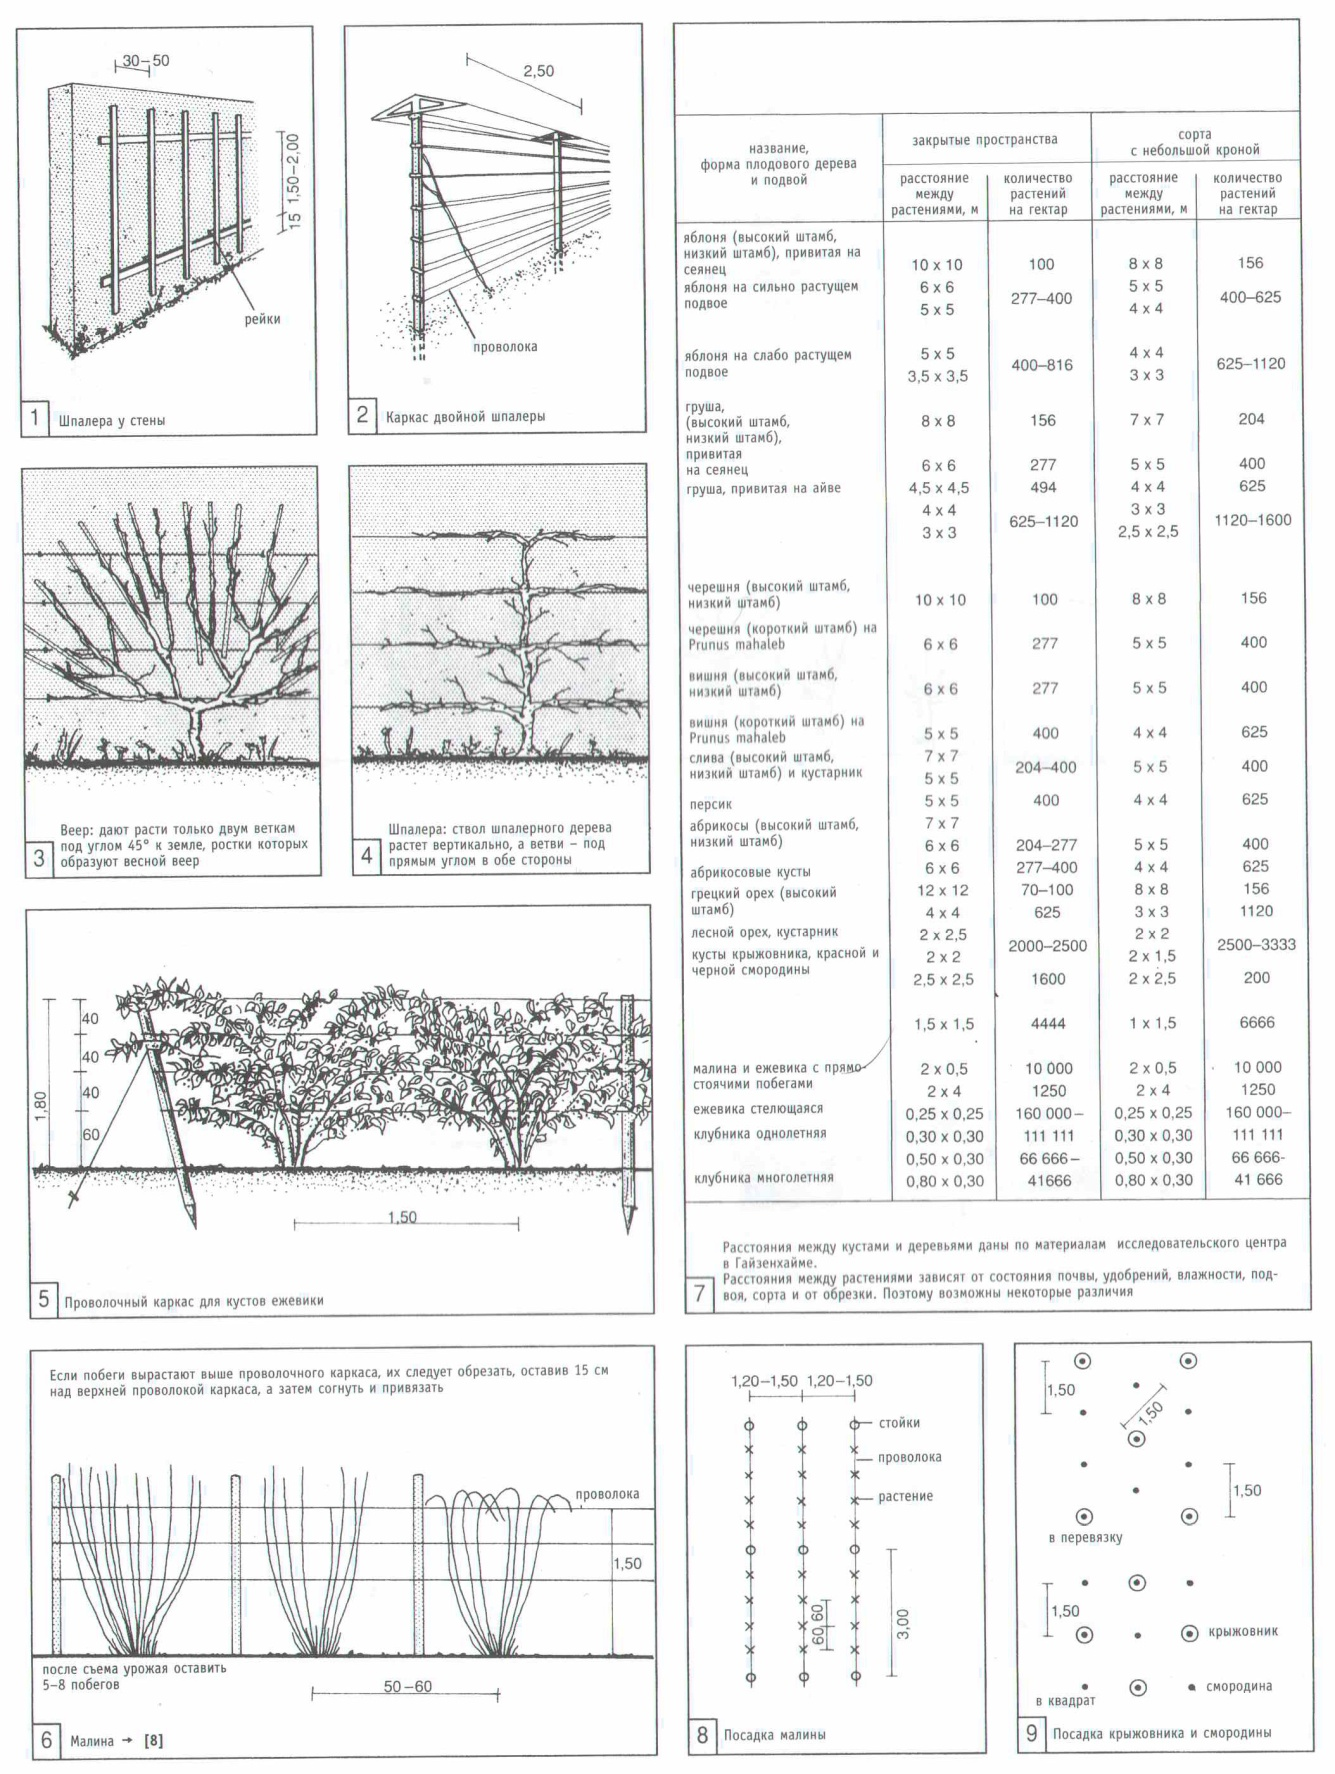 30–50
15 1,50–2,00
рейки
1 Шпалера у стены
2,50
проволока
2 Каркас двойной шпалеры
3 Веер: дают расти только двум веткам
под углом 45° к земле, ростки которых
образуют весной веер
4 Шпалера: ствол шпалерного дерева
растет вертикально, а ветви – под
прямым углом в обе стороны
1,80
40
40
40
60
1,50
5 Проволочный каркас для кустов ежевики
Если побеги вырастают выше проволочного каркаса, их следует обрезать, оставив 15 см
над верхней проволокой каркаса, а затем согнуть и привязать
проволока
1,50
после съема урожая оставить
5–8 побегов
50–60
6 Малина → [8]
название,
форма плодового дерева
и подвой
закрытые пространства
сорта
с небольшой кроной
расстояние
между
растениями, м
количество
растений
на гектар
расстояние
между
растениями, м
количество
растений
на гектар
яблоня (высокий штамб,
низкий штамб), привитая на
сеянец 10 x 10 100 8 x 8 156
яблоня на сильно растущем 6 x 6 5 x 5
277–400 400–625
подвое 5 x 5 4 x 4
яблоня на слабо растущем 5 x 5 4 x 4
400–816 625–1120
подвое 3,5 x 3,5 3 x 3
груша,
(высокий штамб, 8 x 8 156 7 x 7 204
низкий штамб),
привитая
на сеянец 6 x 6 277 5 x 5 400
груша, привитая на айве 4,5 x 4,5 494 4 x 4 625
4 x 4 3 x 3
625–1120 1120–1600
3 x 3 2,5 x 2,5
черешня (высокий штамб,
низкий штамб) 10 x 10 100 8 x 8 156
черешня (короткий штамб) на
Prunus mahaleb 6 x 6 277 5 x 5 400
вишня (высокий штамб,
низкий штамб) 6 x 6 277 5 x 5 400
вишня (короткий штамб) на
Prunus mahaleb 5 x 5 400 4 x 4 625
слива (высокий штамб, 7 x 7
низкий штамб) и кустарник 204–400 5 x 5 400
5 x 5
персик 5 x 5 400 4 x 4 625
абрикосы (высокий штамб, 7 x 7
низкий штамб) 6 x 6 204–277 5 x 5 400
абрикосовые кусты 6 x 6 277–400 4 x 4 625
грецкий орех (высокий 12 x 12 70–100 8 x 8 156
штамб) 4 x 4 625 3 x 3 1120
лесной орех, кустарник 2 x 2,5 2 x 2
2000–2500 2500–3333
кусты крыжовника, красной и 2 x 2 2 x 1,5
черной смородины 2,5 x 2,5 1600 2 x 2,5 200
1,5 x 1,5 4444 1 x 1,5 6666
малина и ежевика с прямо- 2 x 0,5 10 000 2 x 0,5 10 000
стоячими побегами 2 x 4 1250 2 x 4 1250
ежевика стелющаяся 0,25 x 0,25 160 000– 0,25 x 0,25 160 000–
клубника однолетняя 0,30 x 0,30 111 111 0,30 x 0,30 111 111
0,50 x 0,30 66 666– 0,50 x 0,30 66 666-
клубника многолетняя 0,80 x 0,30 41666 0,80 x 0,30 41 666
Расстояния между кустами и деревьями даны по материалам исследовательского центра
в Гайзенхайме.
Расстояния между растениями зависят от состояния почвы, удобрений, влажности, под-
7 воя, сорта и от обрезки. Поэтому возможны некоторые различия
1,20–1,50 1,20–1,50
стойки
проволока
растение
60 60
3,00
8 Посадка малины
1,50
1,50
1,50
в перевязку
1,50
крыжовник
смородина
в квадрат
9 Посадка крыжовника и смородины